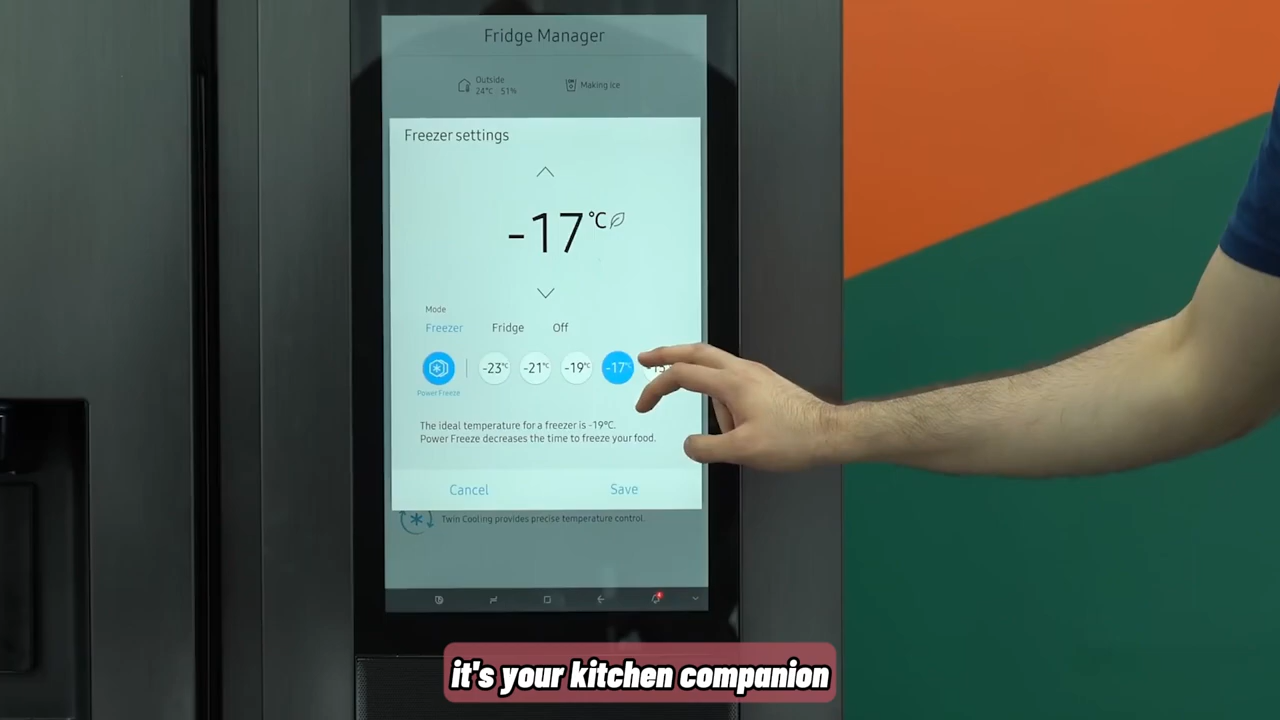 Fridge Manager
Outside
24°C 51%
Making Ice
Freezer settings
-17°C
Mode
Freezer Fridge Off
-23°C -21°C -19°C -17°C
Power Freeze
The ideal temperature for a freezer is -19°C.
Power Freeze decreases the time to freeze your food.
Cancel Save
Twin Cooling provides precise temperature control.
it's your kitchen companion